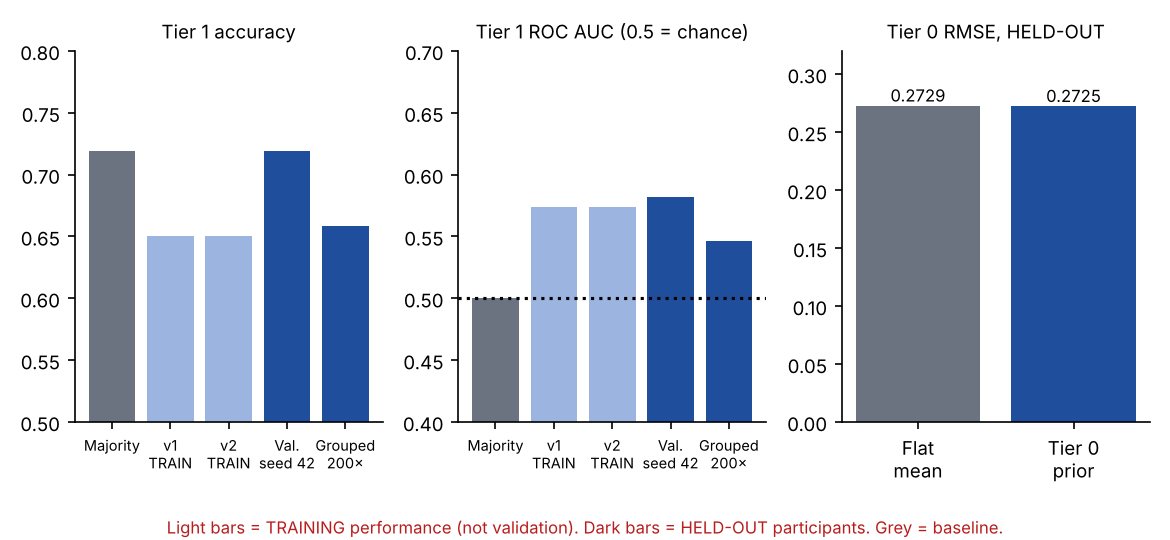 Tier 1 accuracy
0.80
0.75
0.70
0.65
0.60
0.55
0.50
Majority
v1
TRAIN
v2
TRAIN
Val.
seed 42
Grouped
200×
Tier 1 ROC AUC (0.5 = chance)
0.70
0.65
0.60
0.55
0.50
0.45
0.40
Majority
v1
TRAIN
v2
TRAIN
Val.
seed 42
Grouped
200×
Tier 0 RMSE, HELD-OUT
0.30
0.25
0.20
0.15
0.10
0.05
0.00
0.2729
0.2725
Flat
mean
Tier 0
prior
Light bars = TRAINING performance (not validation). Dark bars = HELD-OUT participants. Grey = baseline.